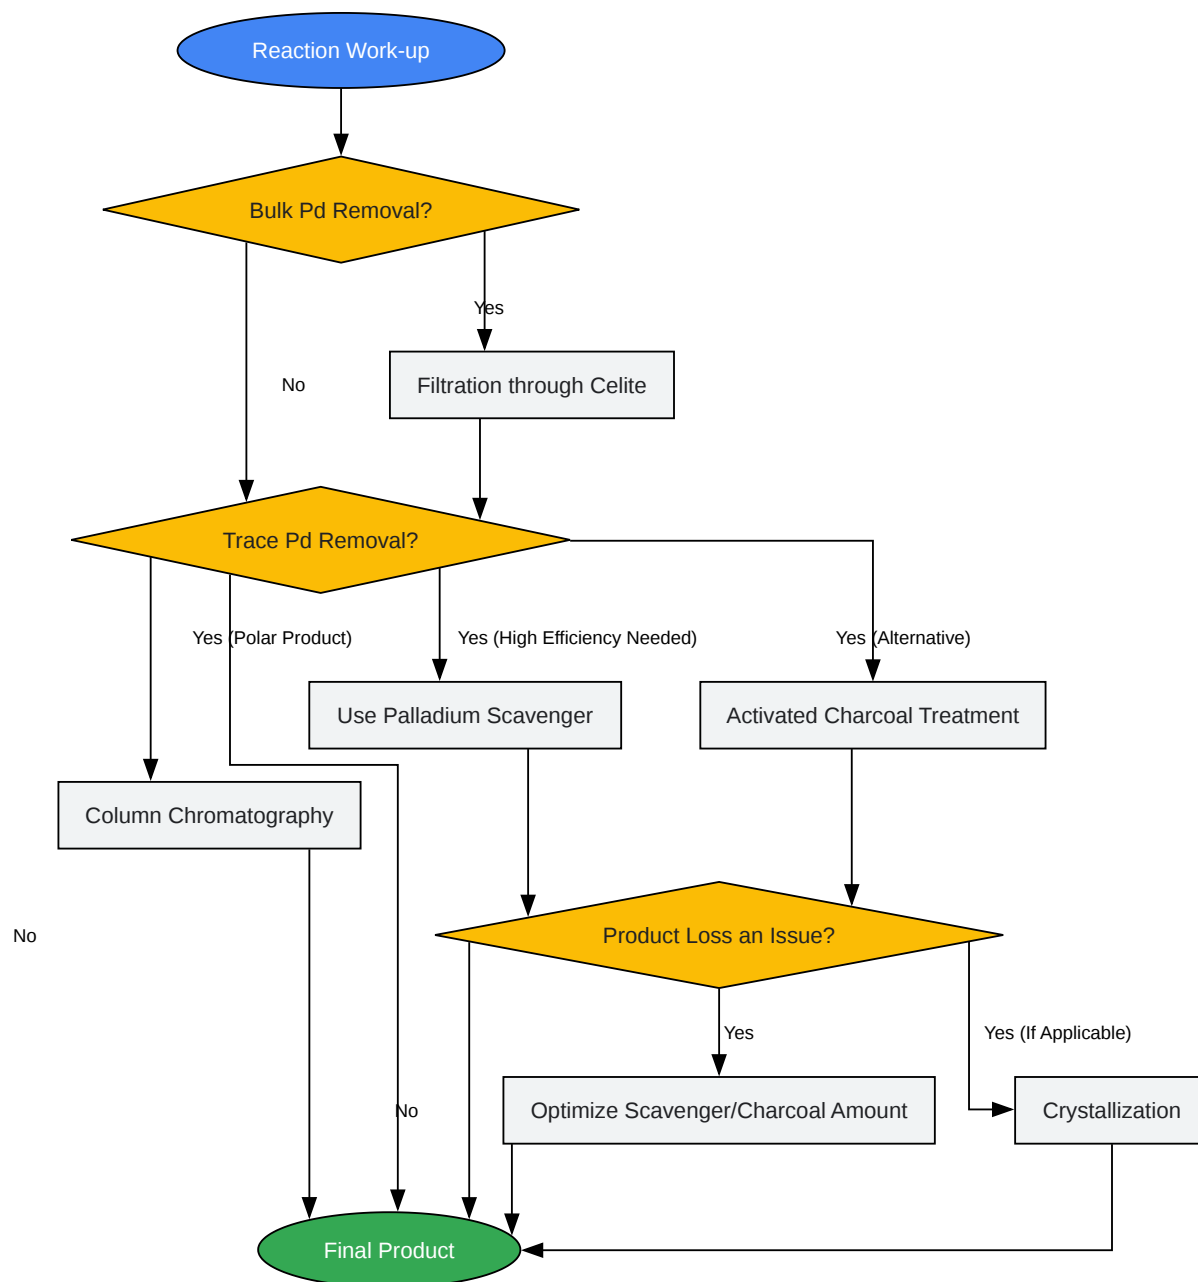 Reaction Work-up
Bulk Pd Removal?
Yes
No
Filtration through Celite
Trace Pd Removal?
Yes (Polar Product)
Yes (High Efficiency Needed)
Yes (Alternative)
Use Palladium Scavenger
Activated Charcoal Treatment
Column Chromatography
No
Product Loss an Issue?
Yes
Yes (If Applicable)
No
Optimize Scavenger/Charcoal Amount
Crystallization
Final Product